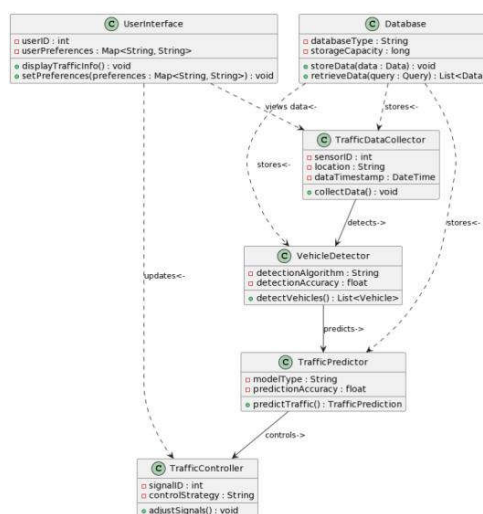 C UserInterface
userID : int
userPreferences : Map<String, String>
displayTrafficInfo() : void
setPreferences(preferences : Map<String, String>) : void
C Database
databaseType : String
storageCapacity : long
storeData(data : Data) : void
retrieveData(query : Query) : List<Data
views data<-
stores<-
C TrafficDataCollector
sensorID : int
location : String
dataTimestamp : DateTime
collectData() : void
stores<-
detects->
stores<-
C VehicleDetector
detectionAlgorithm : String
detectionAccuracy : float
detectVehicles() : List<Vehicle>
updates<-
predicts->
C TrafficPredictor
modelType : String
predictionAccuracy : float
predictTraffic() : TrafficPrediction
controls->
C TrafficController
signalID : int
controlStrategy : String
adjustSignals() : void